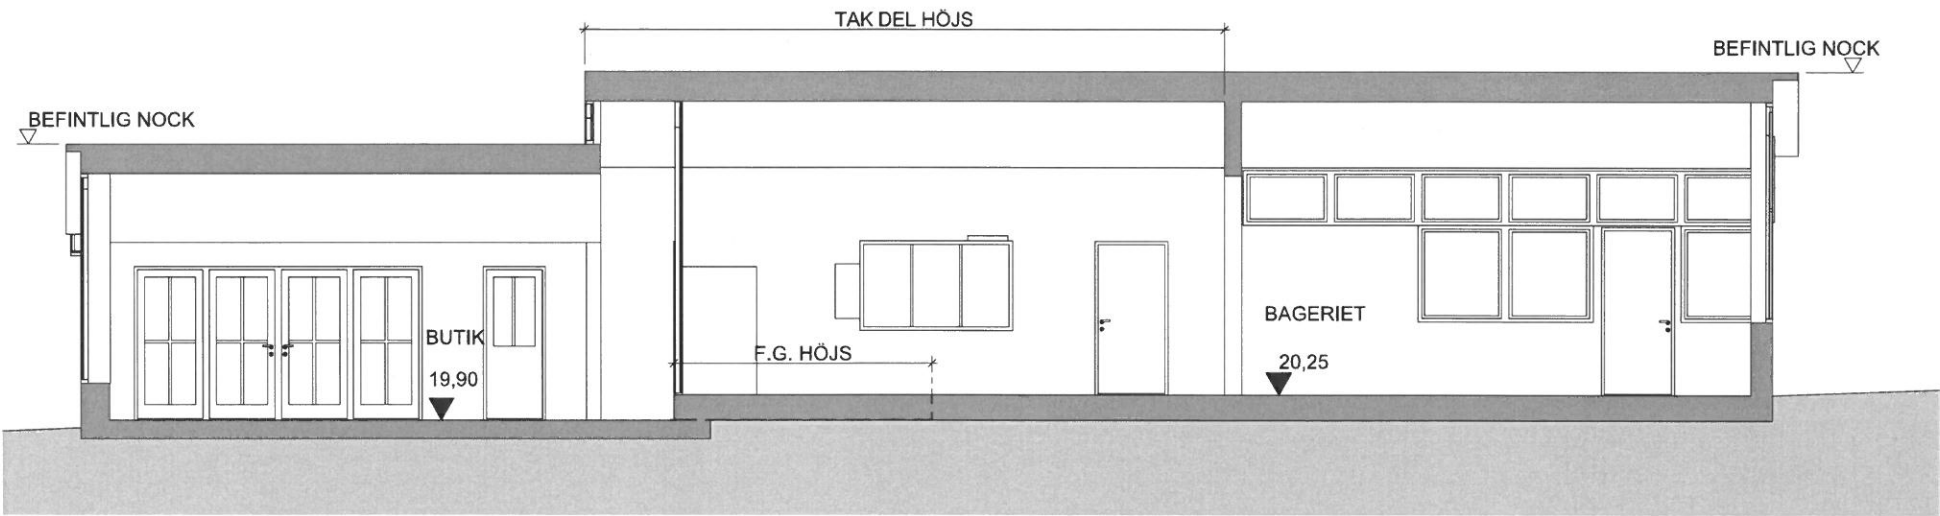 TAK DEL HÖJS
BEFINTLIG NOCK
BEFINTLIG NOCK
BUTIK
19,90
F.G. HÖJS
BAGERIET
20,25